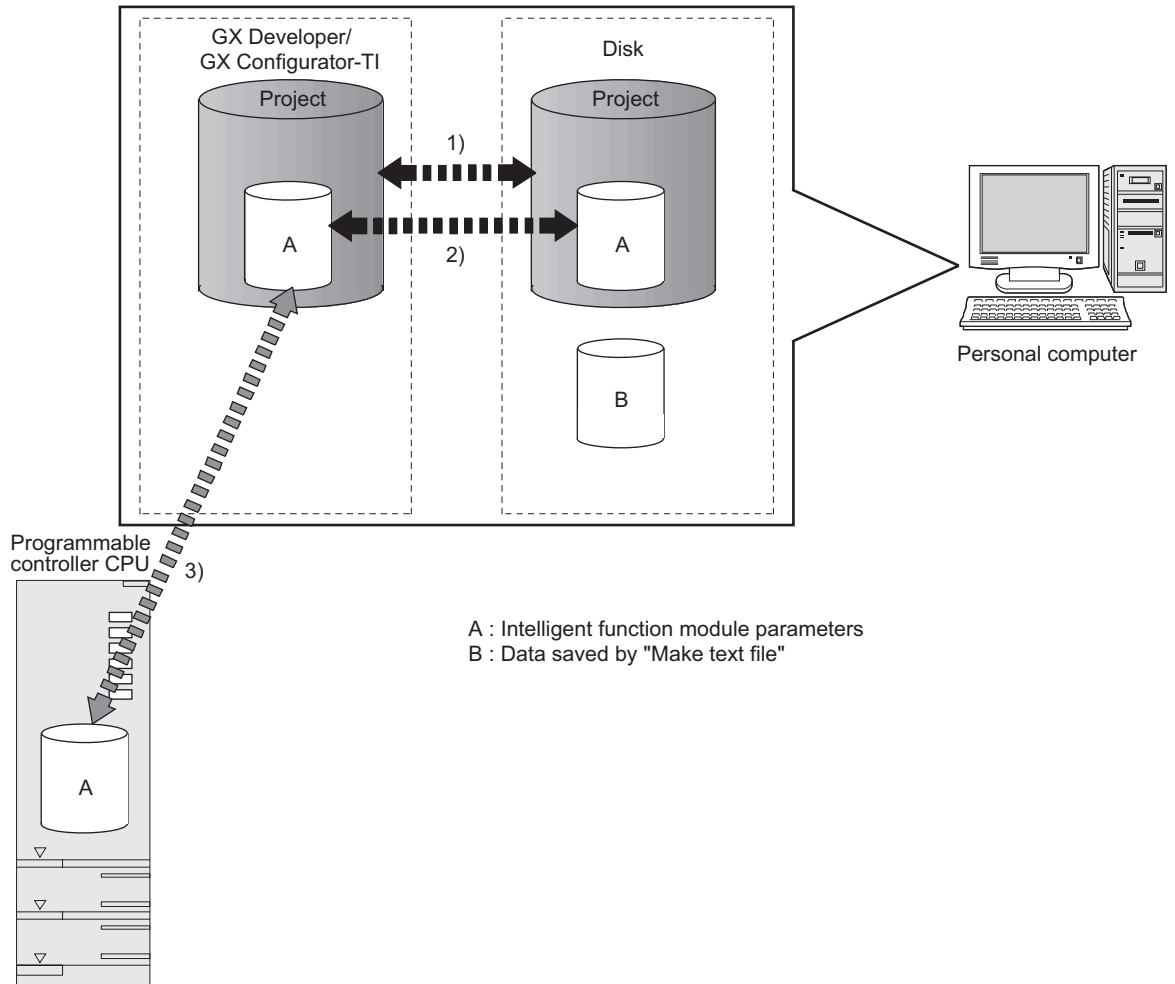 GX Developer/
GX Configurator-TI
Disk
Project
Project
1)
A
2)
A
B
Personal computer
Programmable
controller CPU
3)
A
A : Intelligent function module parameters
B : Data saved by "Make text file"